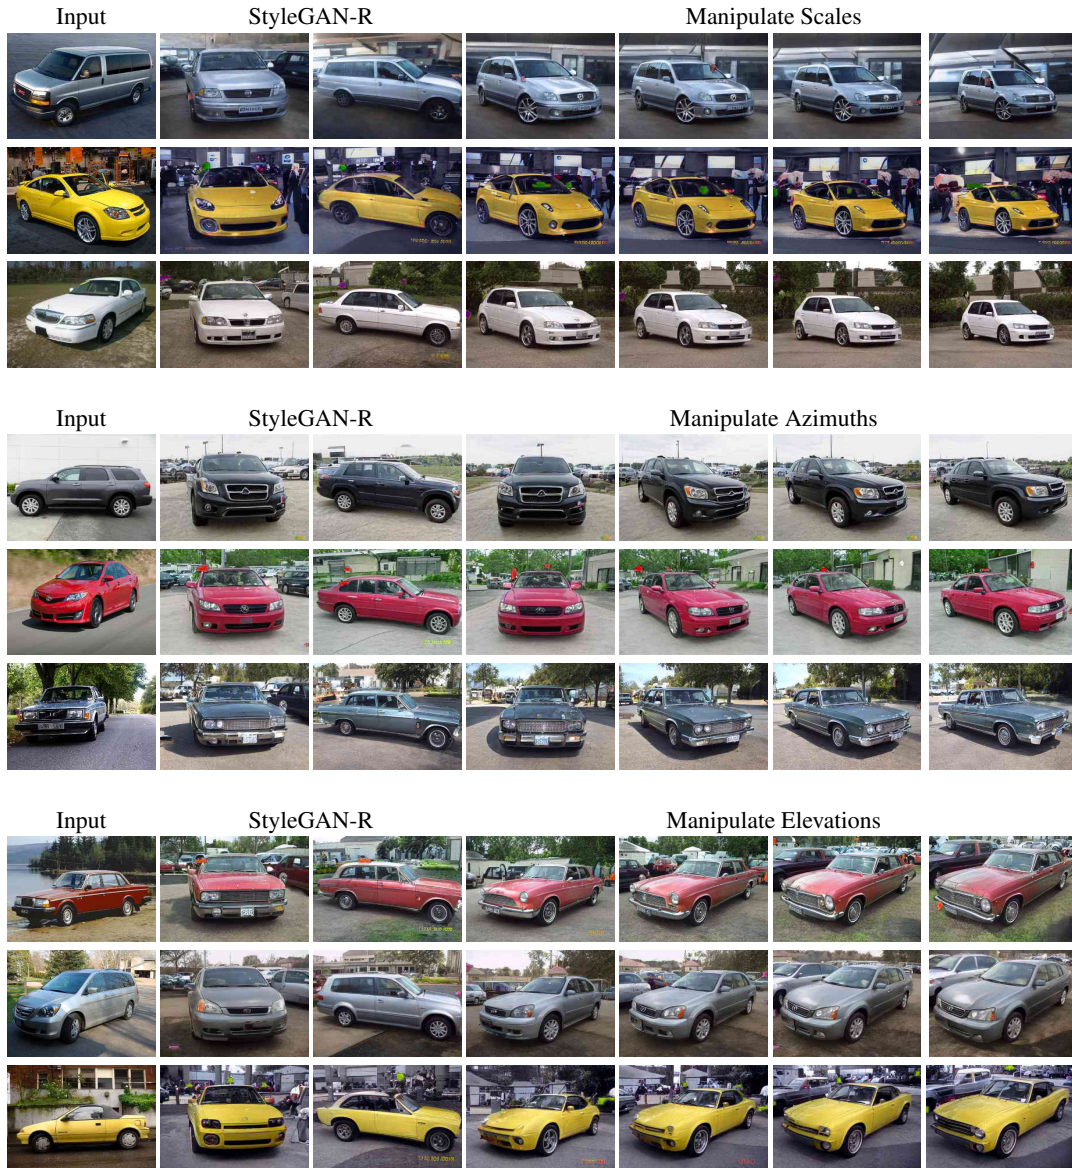 Input StyleGAN-R Manipulate Scales
Input StyleGAN-R Manipulate Azimuths
Input StyleGAN-R Manipulate Elevations